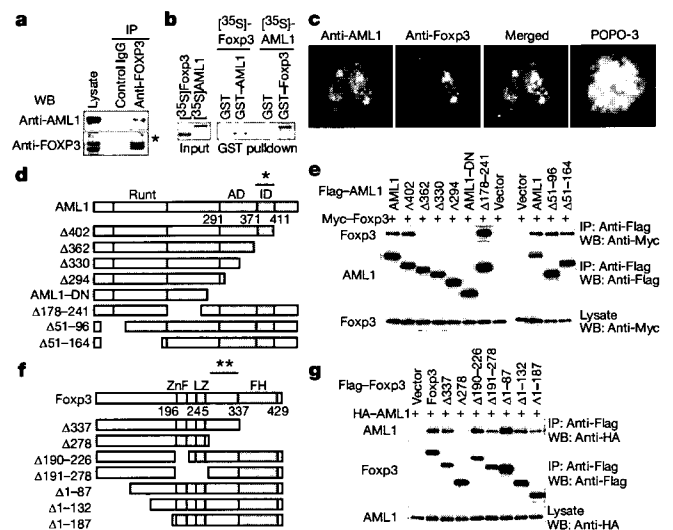 a
IP
Lysate
Control IgG
Anti-FOXP3
WB
Anti-AML1
Anti-FOXP3
*
b
[35S]-Foxp3
[35S]-AML1
[35S]Foxp3
[35S]AML1
GST
GST–AML1
GST
GST–Foxp3
Input
GST pulldown
c
Anti-AML1
Anti-Foxp3
Merged
POPO-3
d
*
Runt
AD
ID
AML1
291
371
411
Δ402
Δ362
Δ330
Δ294
AML1–DN
Δ178–241
Δ51–96
Δ51–164
e
Flag–AML1
AML1
Δ402
Δ362
Δ330
Δ294
AML1-DN
Δ178–241
Vector
Vector
AML1
Δ51–96
Δ51–164
Myc–Foxp3
+ + + + + + + + + + + +
Foxp3
IP: Anti-Flag
WB: Anti-Myc
AML1
IP: Anti-Flag
WB: Anti-Flag
Foxp3
Lysate
WB: Anti-Myc
f
**
ZnF
LZ
FH
Foxp3
196
245
337
429
Δ337
Δ278
Δ190–226
Δ191–278
Δ1–87
Δ1–132
Δ1–187
g
Flag–Foxp3
Vector
Foxp3
Δ337
Δ278
Δ190–226
Δ191–278
Δ1–87
Δ1–132
Δ1–187
HA–AML1
+ + + + + + + + +
AML1
IP: Anti-Flag
WB: Anti-HA
Foxp3
IP: Anti-Flag
WB: Anti-Flag
AML1
Lysate
WB: Anti-HA